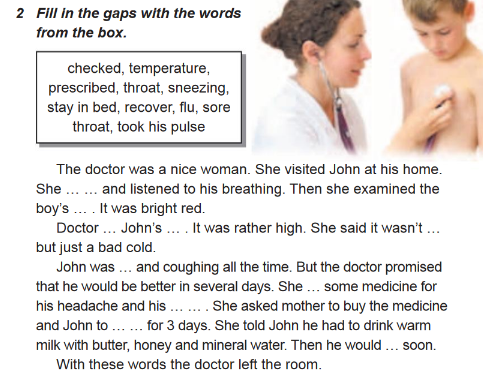 2 Fill in the gaps with the words
from the box.
checked, temperature,
prescribed, throat, sneezing,
stay in bed, recover, flu, sore
throat, took his pulse
The doctor was a nice woman. She visited John at his home.
She … … and listened to his breathing. Then she examined the
boy's … . It was bright red.
Doctor … John's … . It was rather high. She said it wasn't …
but just a bad cold.
John was … and coughing all the time. But the doctor promised
that he would be better in several days. She … some medicine for
his headache and his … … . She asked mother to buy the medicine
and John to … … for 3 days. She told John he had to drink warm
milk with butter, honey and mineral water. Then he would … soon.
With these words the doctor left the room.